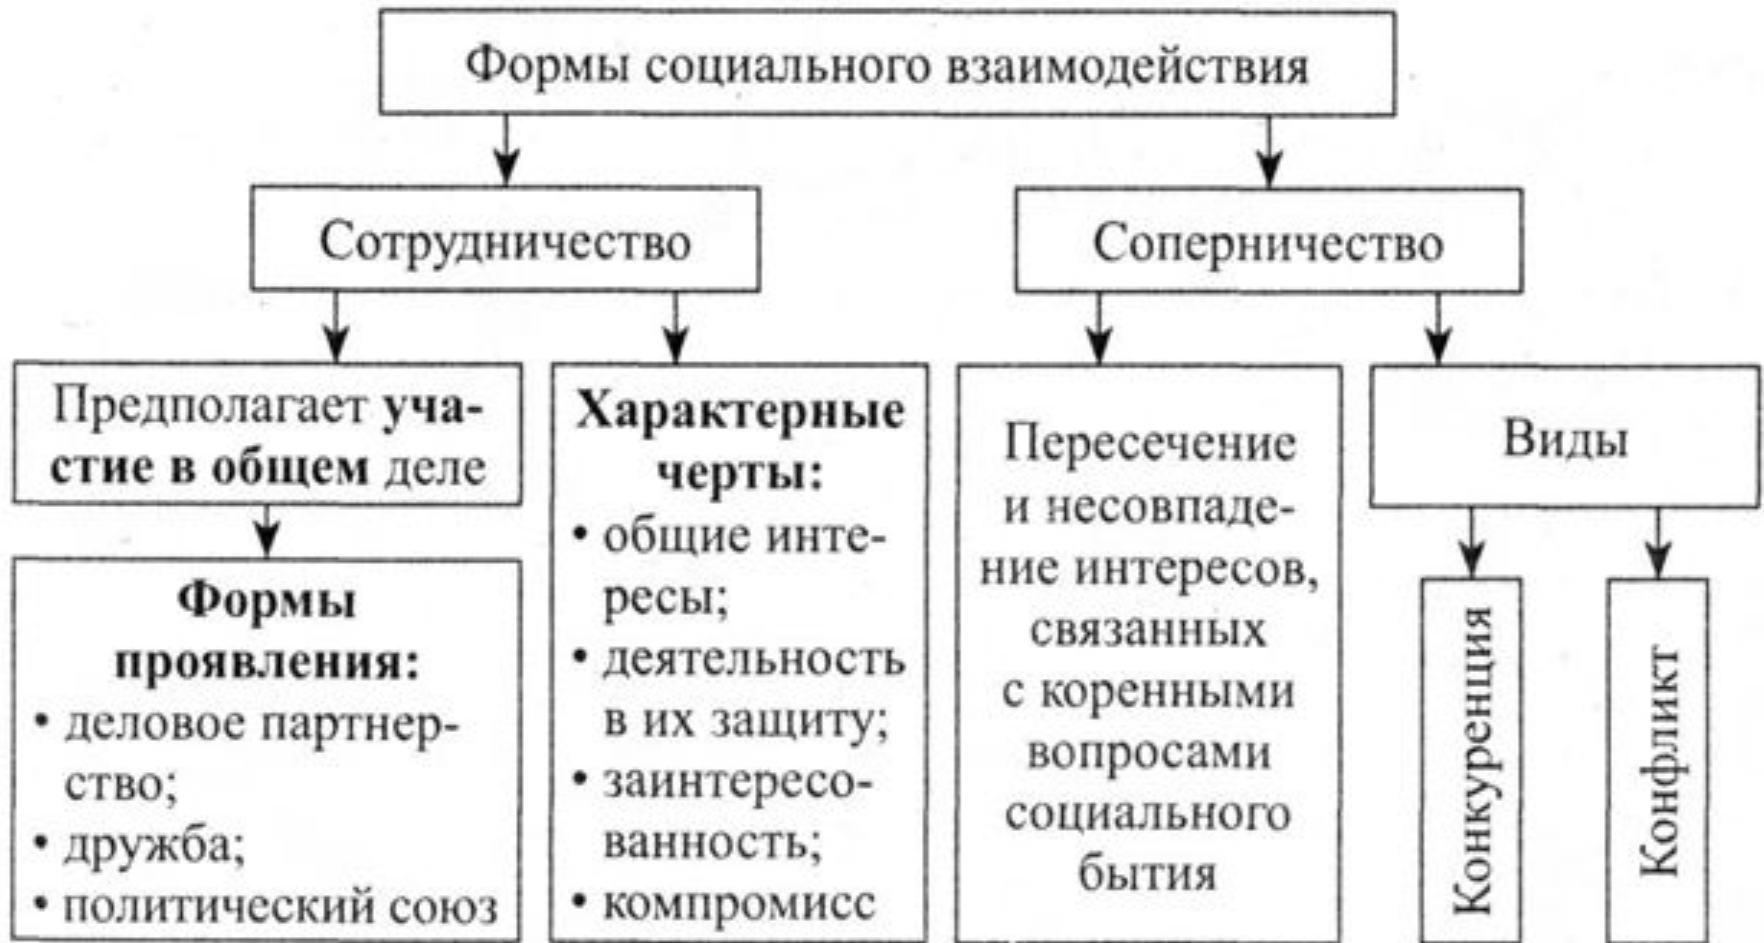 Формы социального взаимодействия
Сотрудничество
Соперничество
Предполагает уча-
стие в общем деле
Формы
проявления:
• деловое партнер-
ство;
• дружба;
• политический союз
Характерные
черты:
• общие инте-
ресы;
• деятельность
в их защиту;
• заинтересо-
ванность;
• компромисс
Пересечение
и несовпаде-
ние интересов,
связанных
с коренными
вопросами
социального
бытия
Виды
Конкуренция
Конфликт